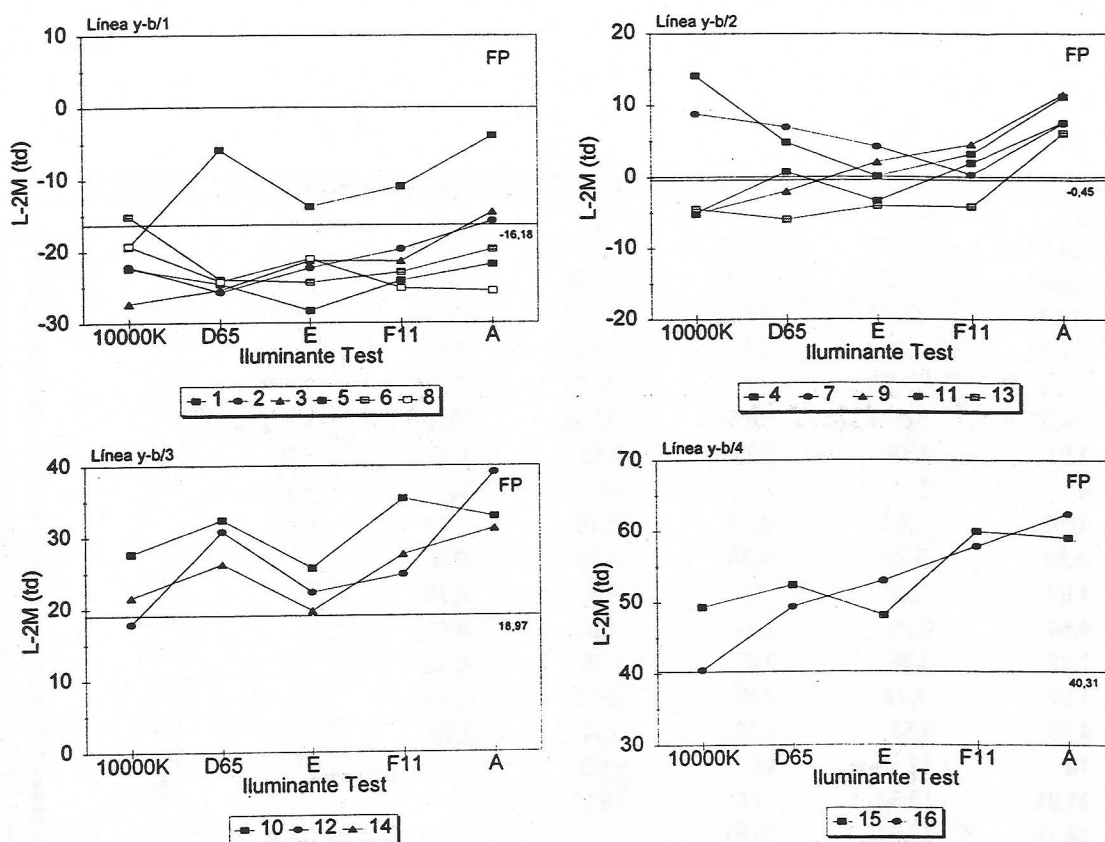 Línea y-b/1
10
0
-10
-20
-30
L-2M (td)
FP
-16,18
10000K D65 E F11 A
Iluminante Test
1 2 3 5 6 8
Línea y-b/2
20
10
0
-10
-20
L-2M (td)
FP
-0,45
10000K D65 E F11 A
Iluminante Test
4 7 9 11 13
Línea y-b/3
40
30
20
10
0
L-2M (td)
FP
18,97
10000K D65 E F11 A
Iluminante Test
10 12 14
Línea y-b/4
70
60
50
40
30
L-2M (td)
FP
40,31
10000K D65 E F11 A
Iluminante Test
15 16